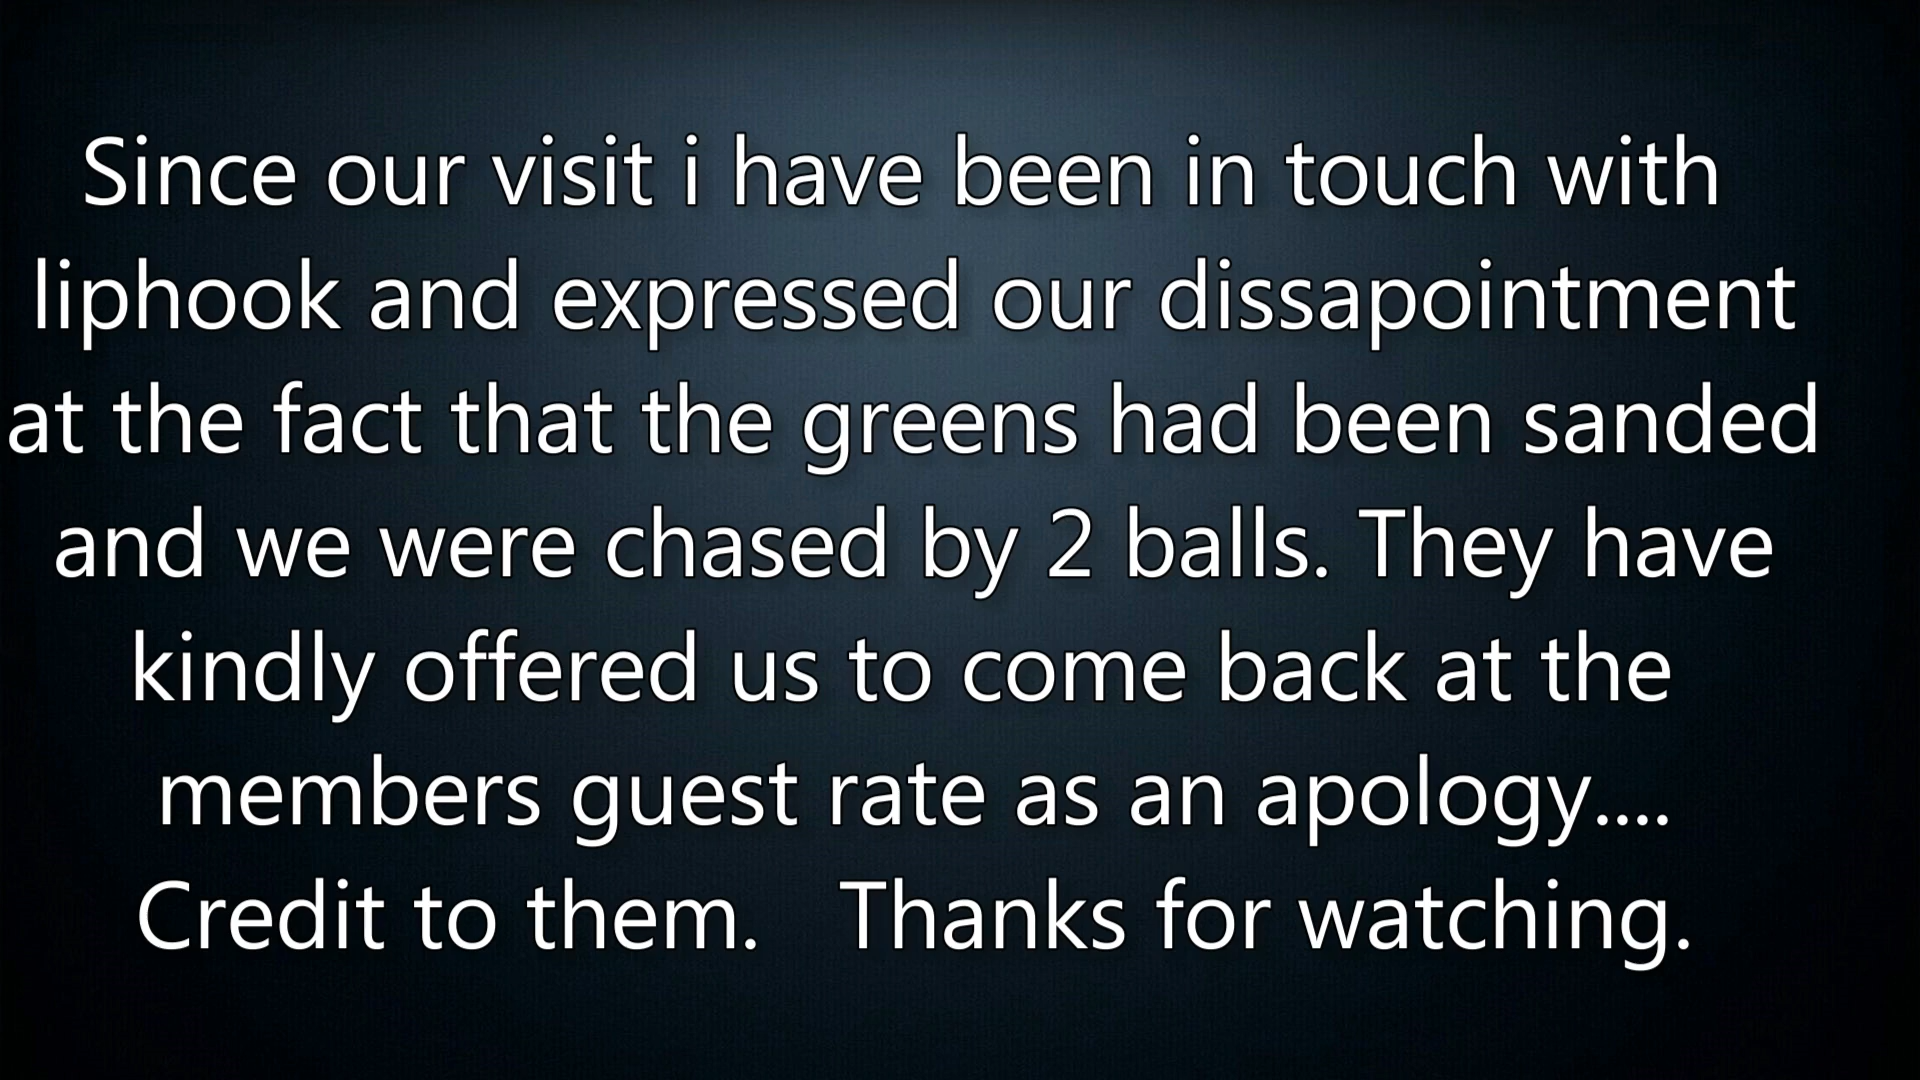 Since our visit i have been in touch with
liphook and expressed our dissapointment
at the fact that the greens had been sanded
and we were chased by 2 balls. They have
kindly offered us to come back at the
members guest rate as an apology....
Credit to them.   Thanks for watching.